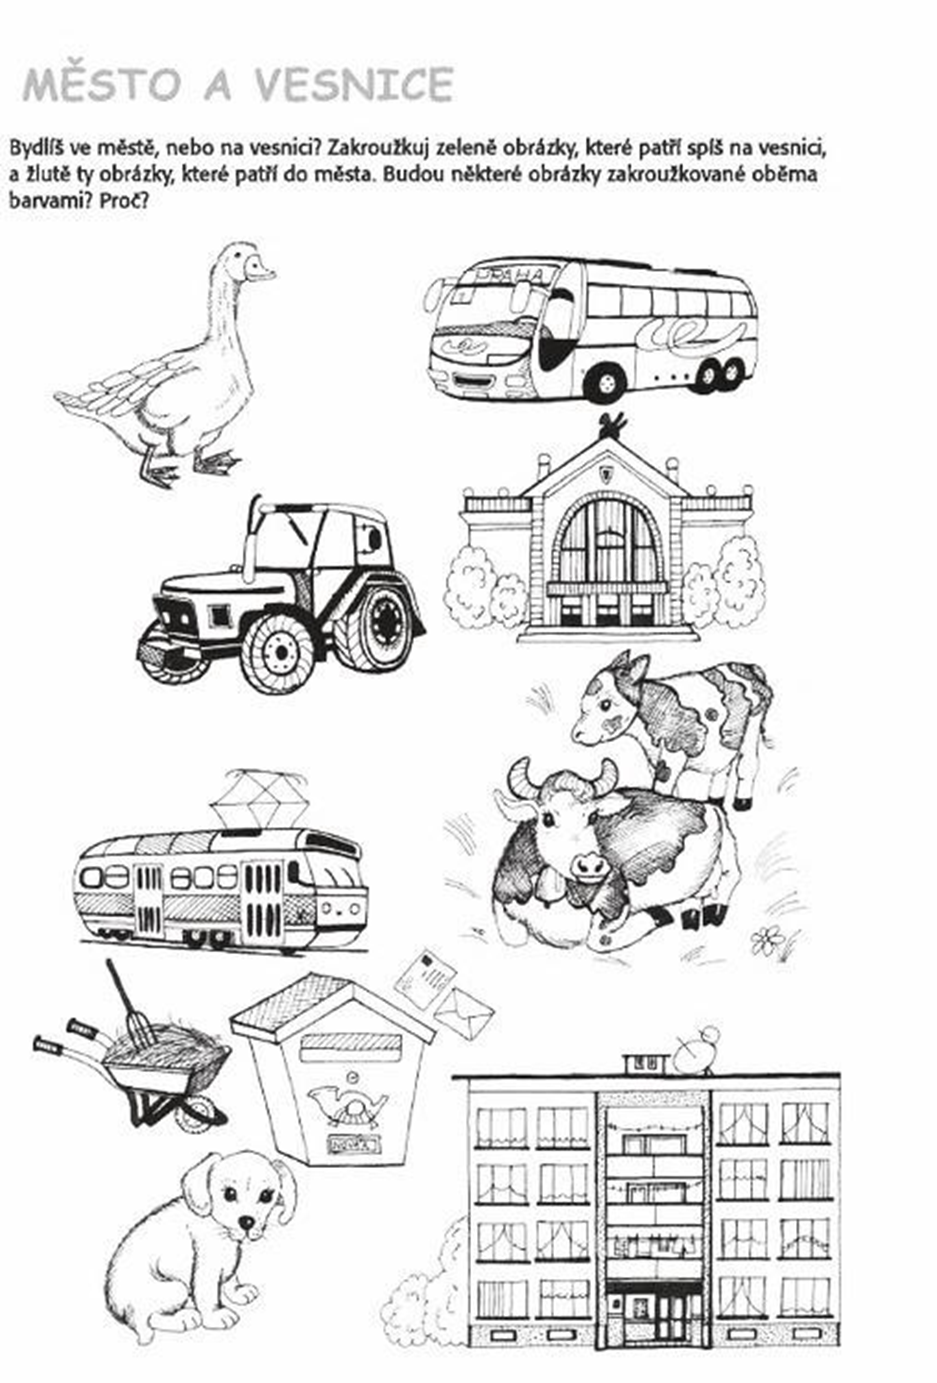 MĚSTO A VESNICE
Bydlíš ve městě, nebo na vesnici? Zakroužkuj zeleně obrázky, které patří spíš na vesnici,
a žlutě ty obrázky, které patří do města. Budou některé obrázky zakroužkované oběma
barvami? Proč?
PRAHA